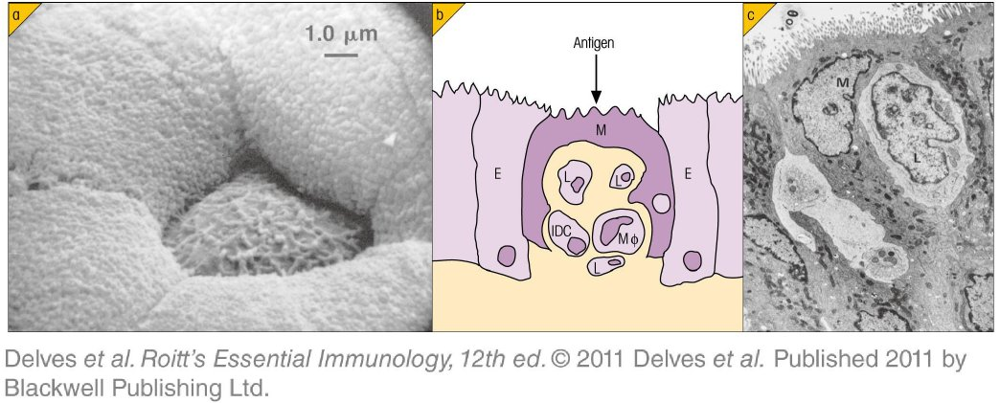 a
1.0 μm
b
Antigen
M
E
E
L
L
IDC
Mϕ
L
c
M
L
Delves et al. Roitt's Essential Immunology, 12th ed. © 2011 Delves et al. Published 2011 by
Blackwell Publishing Ltd.